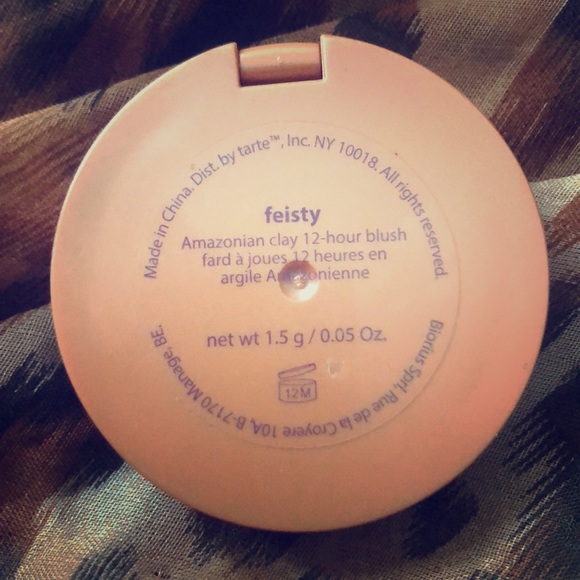 Made in China. Dist. by tarte™, Inc. NY 10018. All rights reserved.
feisty
Amazonian clay 12-hour blush
fard à joues 12 heures en
argile Amazonienne
net wt 1.5 g / 0.05 Oz.
12M
Biorius Sprl, Rue de la Croyere 10A, B-7170 Manage, BE.